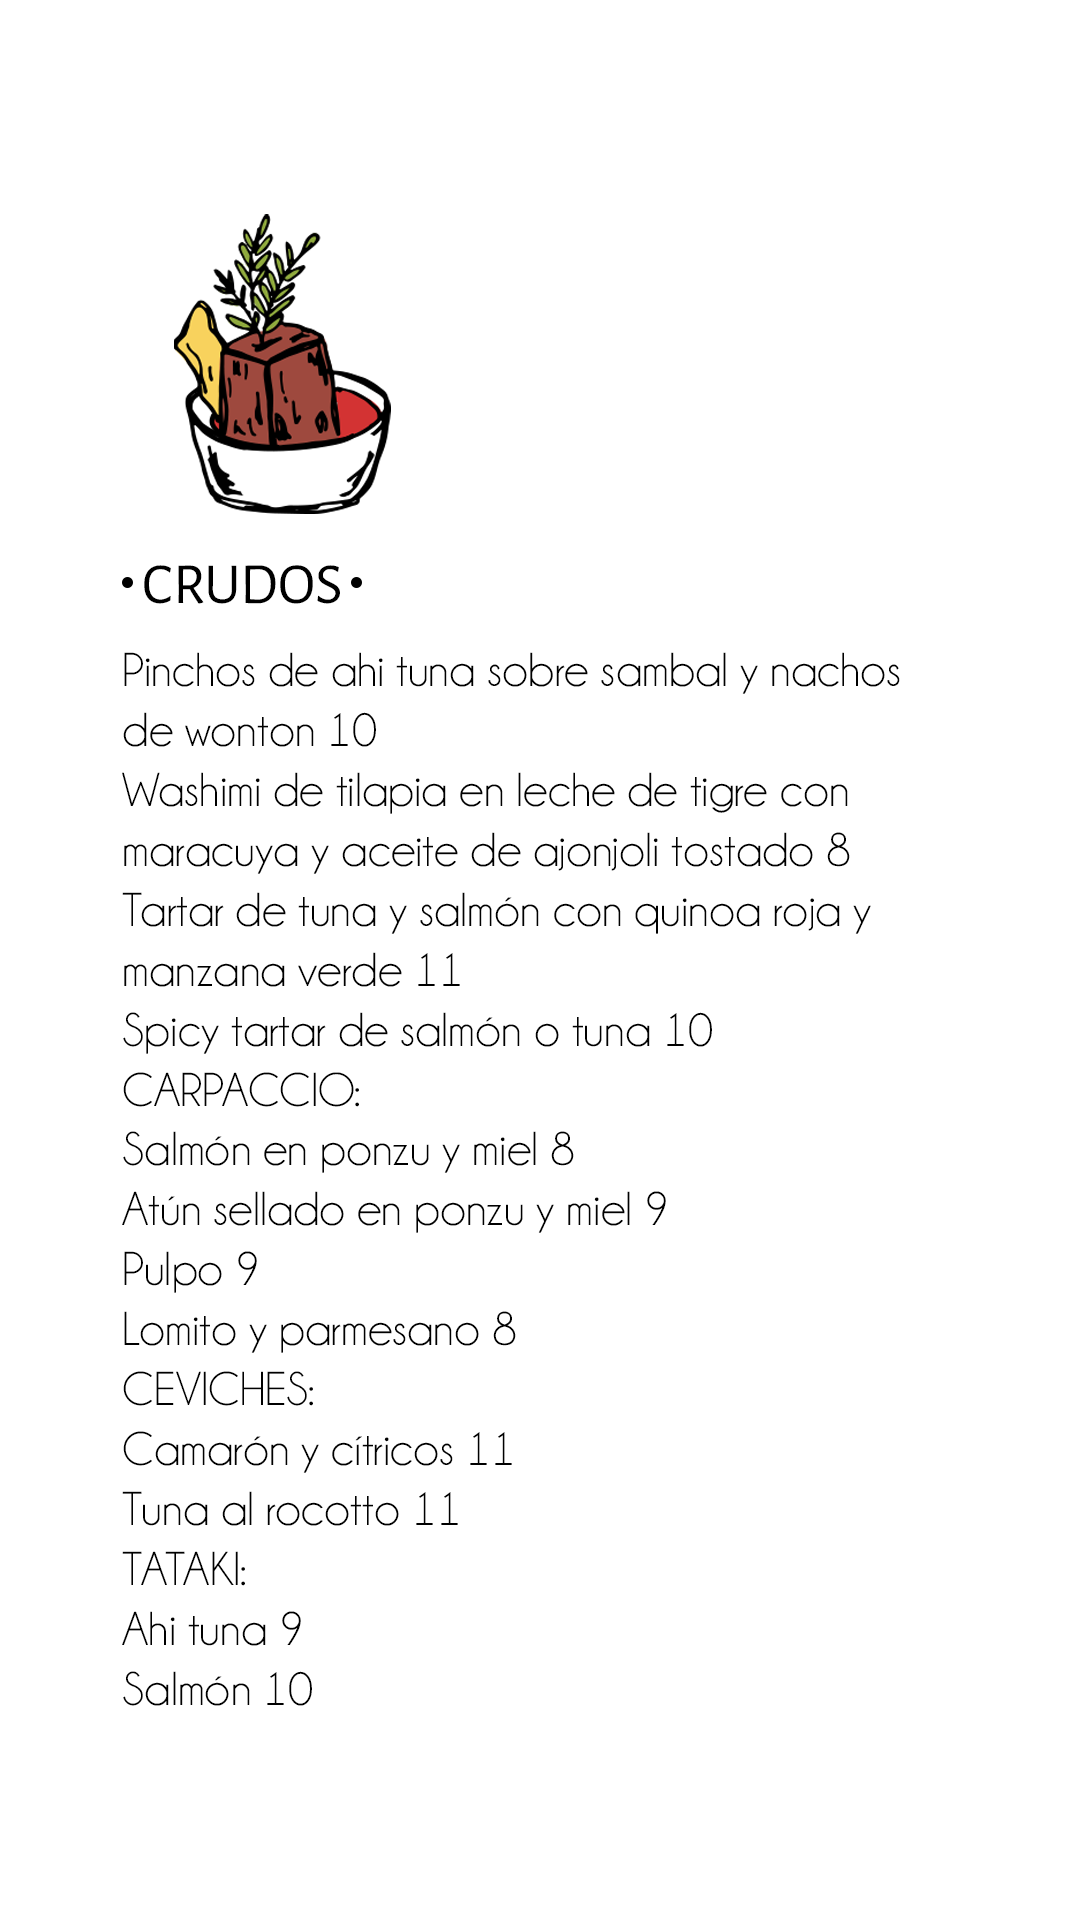 •CRUDOS•
Pinchos de ahi tuna sobre sambal y nachos
de wonton 10
Washimi de tilapia en leche de tigre con
maracuya y aceite de ajonjoli tostado 8
Tartar de tuna y salmón con quinoa roja y
manzana verde 11
Spicy tartar de salmón o tuna 10
CARPACCIO:
Salmón en ponzu y miel 8
Atún sellado en ponzu y miel 9
Pulpo 9
Lomito y parmesano 8
CEVICHES:
Camarón y cítricos 11
Tuna al rocotto 11
TATAKI:
Ahi tuna 9
Salmón 10